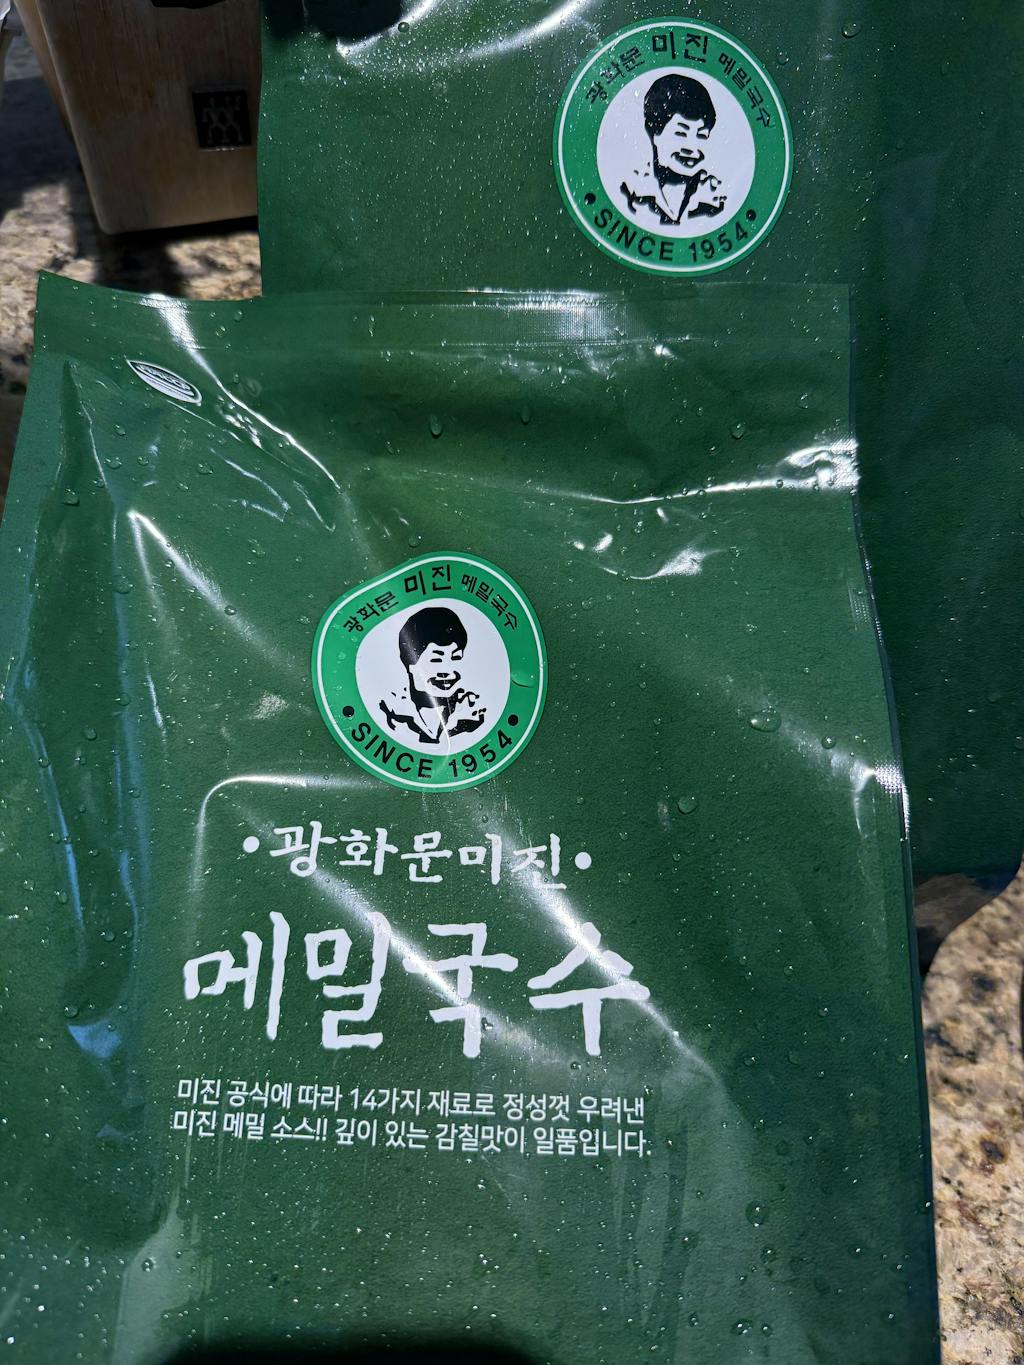 광화문 미진 메밀국수
SINCE 1954
광화문 미진 메밀국수
SINCE 1954
•광화문미진•
메밀국수
미진 공식에 따라 14가지 재료로 정성껏 우려낸
미진 메밀 소스!! 깊이 있는 감칠맛이 일품입니다.